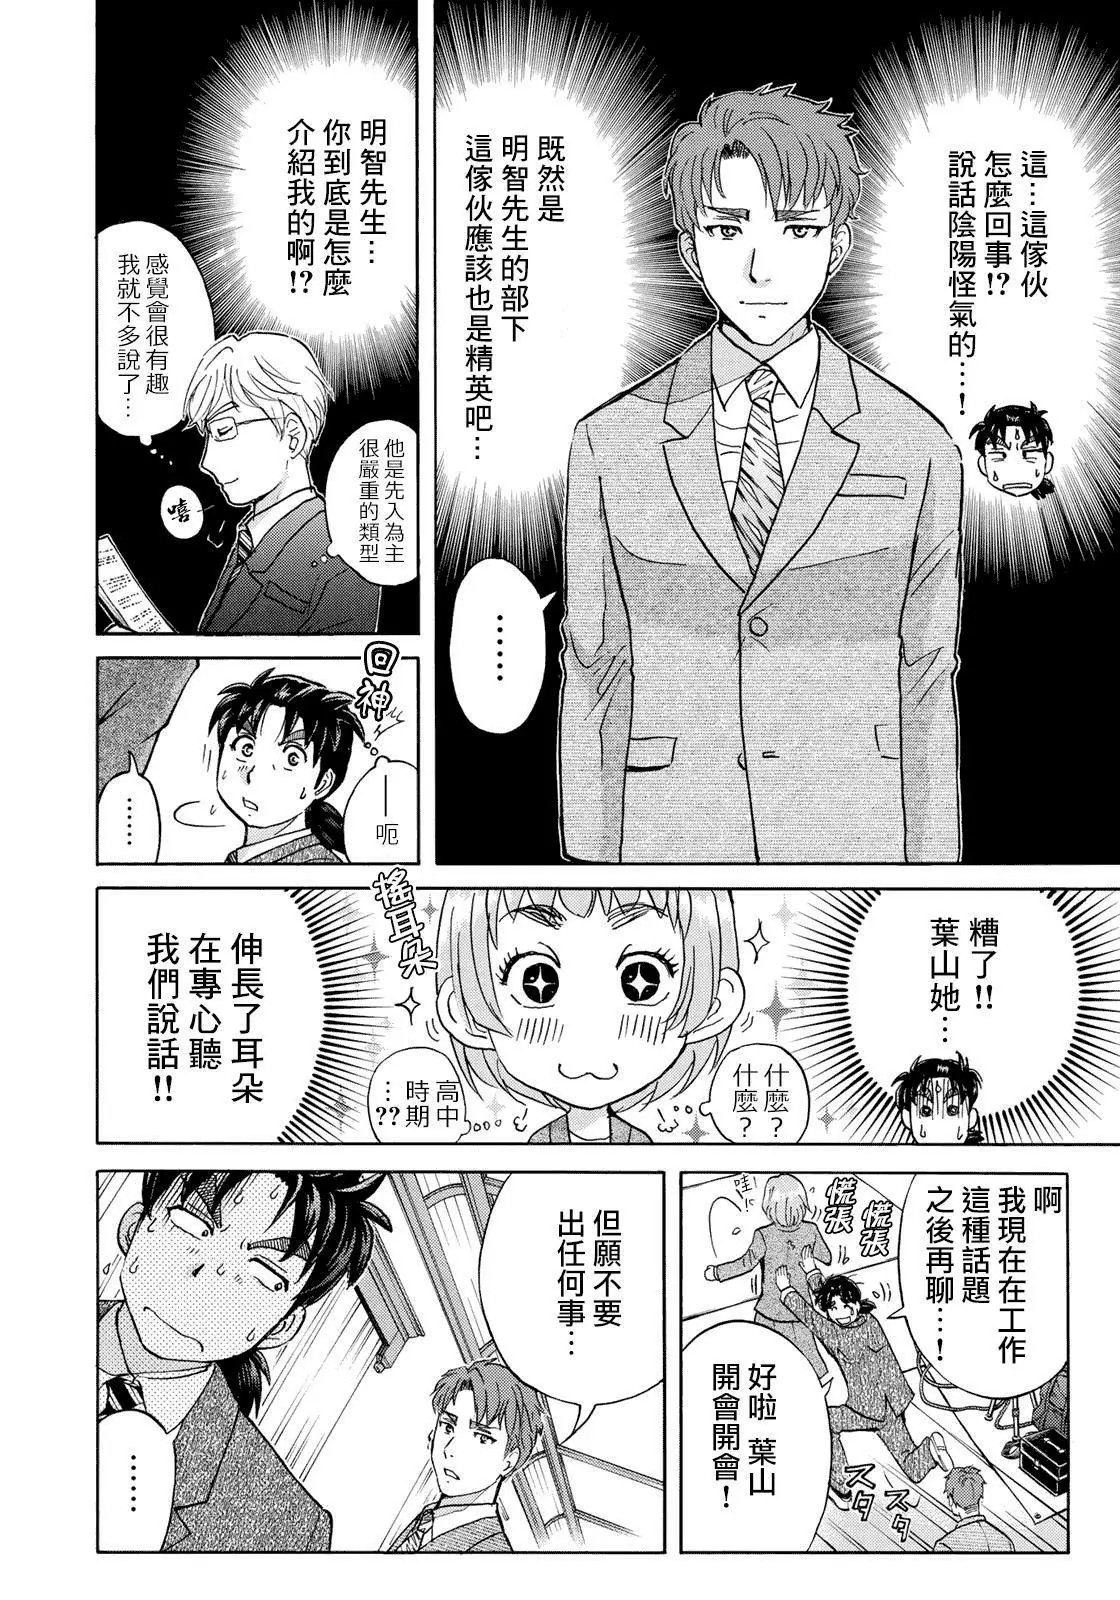 這…這傢伙
怎麼回事!?
說話陰陽怪氣的…！
既然是
明智先生的部下
這傢伙應該也是精英吧…
……
明智先生…
你到底是怎麼
介紹我的啊!?
他是先入為主
很嚴重的類型
感覺會很有趣
我就不多說了…
嘻
回神
——呃
……
糟了!!
葉山她…
什麼？
什麼？
搖耳朵
高中
時期
…??
伸長了耳朵
在專心聽
我們說話!!
啊
我現在在工作
這種話題
之後再聊…！
慌張
慌張
哇
好啦 葉山
開會開會！
スタ
スタ
但願不要
出任何事…
……